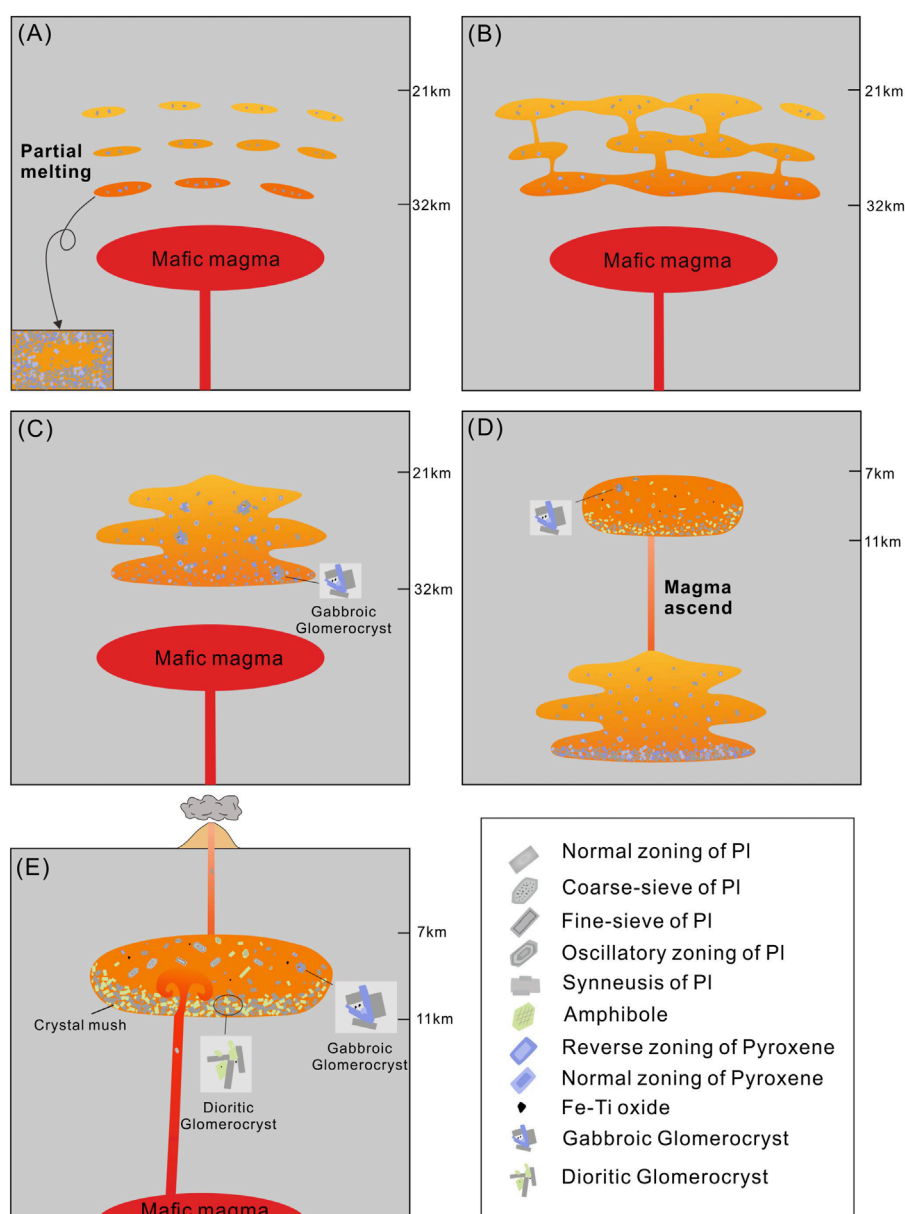 (A)
21km
Partial
melting
32km
Mafic magma
(B)
21km
32km
Mafic magma
(C)
21km
Gabbroic
Glomerocryst
32km
Mafic magma
(D)
7km
11km
Magma
ascend
(E)
7km
11km
Crystal mush
Gabbroic
Glomerocryst
Dioritic
Glomerocryst
Mafic magma
Normal zoning of Pl
Coarse-sieve of Pl
Fine-sieve of Pl
Oscillatory zoning of Pl
Synneusis of Pl
Amphibole
Reverse zoning of Pyroxene
Normal zoning of Pyroxene
Fe-Ti oxide
Gabbroic Glomerocryst
Dioritic Glomerocryst